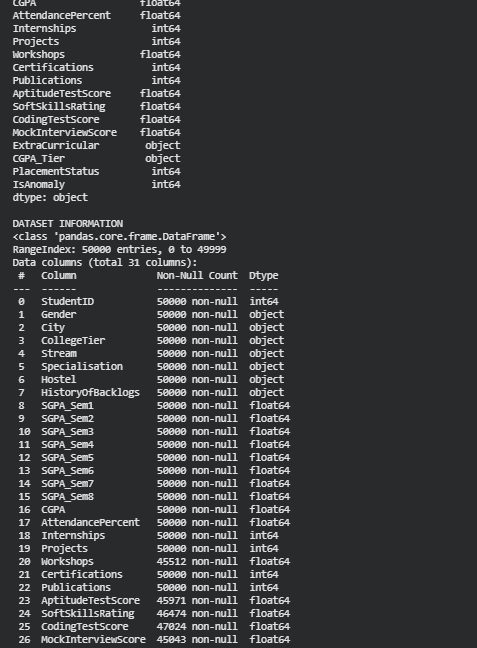 CGPA float64
AttendancePercent float64
Internships int64
Projects int64
Workshops float64
Certifications int64
Publications int64
AptitudeTestScore float64
SoftSkillsRating float64
CodingTestScore float64
MockInterviewScore float64
ExtraCurricular object
CGPA_Tier object
PlacementStatus int64
IsAnomaly int64
dtype: object
DATASET INFORMATION
<class 'pandas.core.frame.DataFrame'>
RangeIndex: 50000 entries, 0 to 49999
Data columns (total 31 columns):
# Column Non-Null Count Dtype
--- ------ -------------- -----
0 StudentID 50000 non-null int64
1 Gender 50000 non-null object
2 City 50000 non-null object
3 CollegeTier 50000 non-null object
4 Stream 50000 non-null object
5 Specialisation 50000 non-null object
6 Hostel 50000 non-null object
7 HistoryOfBacklogs 50000 non-null object
8 SGPA_Sem1 50000 non-null float64
9 SGPA_Sem2 50000 non-null float64
10 SGPA_Sem3 50000 non-null float64
11 SGPA_Sem4 50000 non-null float64
12 SGPA_Sem5 50000 non-null float64
13 SGPA_Sem6 50000 non-null float64
14 SGPA_Sem7 50000 non-null float64
15 SGPA_Sem8 50000 non-null float64
16 CGPA 50000 non-null float64
17 AttendancePercent 50000 non-null float64
18 Internships 50000 non-null int64
19 Projects 50000 non-null int64
20 Workshops 45512 non-null float64
21 Certifications 50000 non-null int64
22 Publications 50000 non-null int64
23 AptitudeTestScore 45971 non-null float64
24 SoftSkillsRating 46474 non-null float64
25 CodingTestScore 47024 non-null float64
26 MockInterviewScore 45043 non-null float64